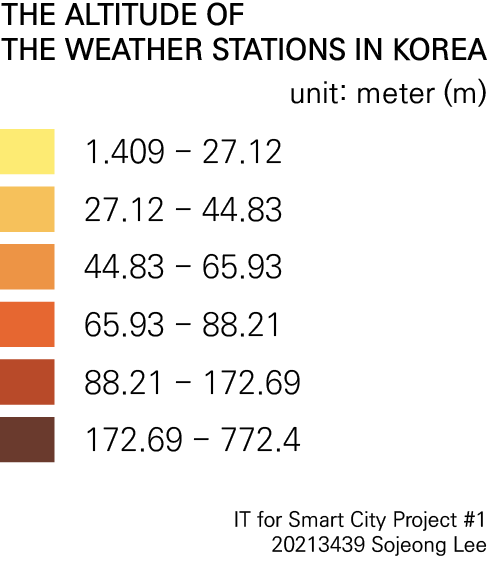 THE ALTITUDE OF
THE WEATHER STATIONS IN KOREA
unit: meter (m)
1.409 – 27.12
27.12 – 44.83
44.83 – 65.93
65.93 – 88.21
88.21 – 172.69
172.69 – 772.4
IT for Smart City Project #1
20213439 Sojeong Lee